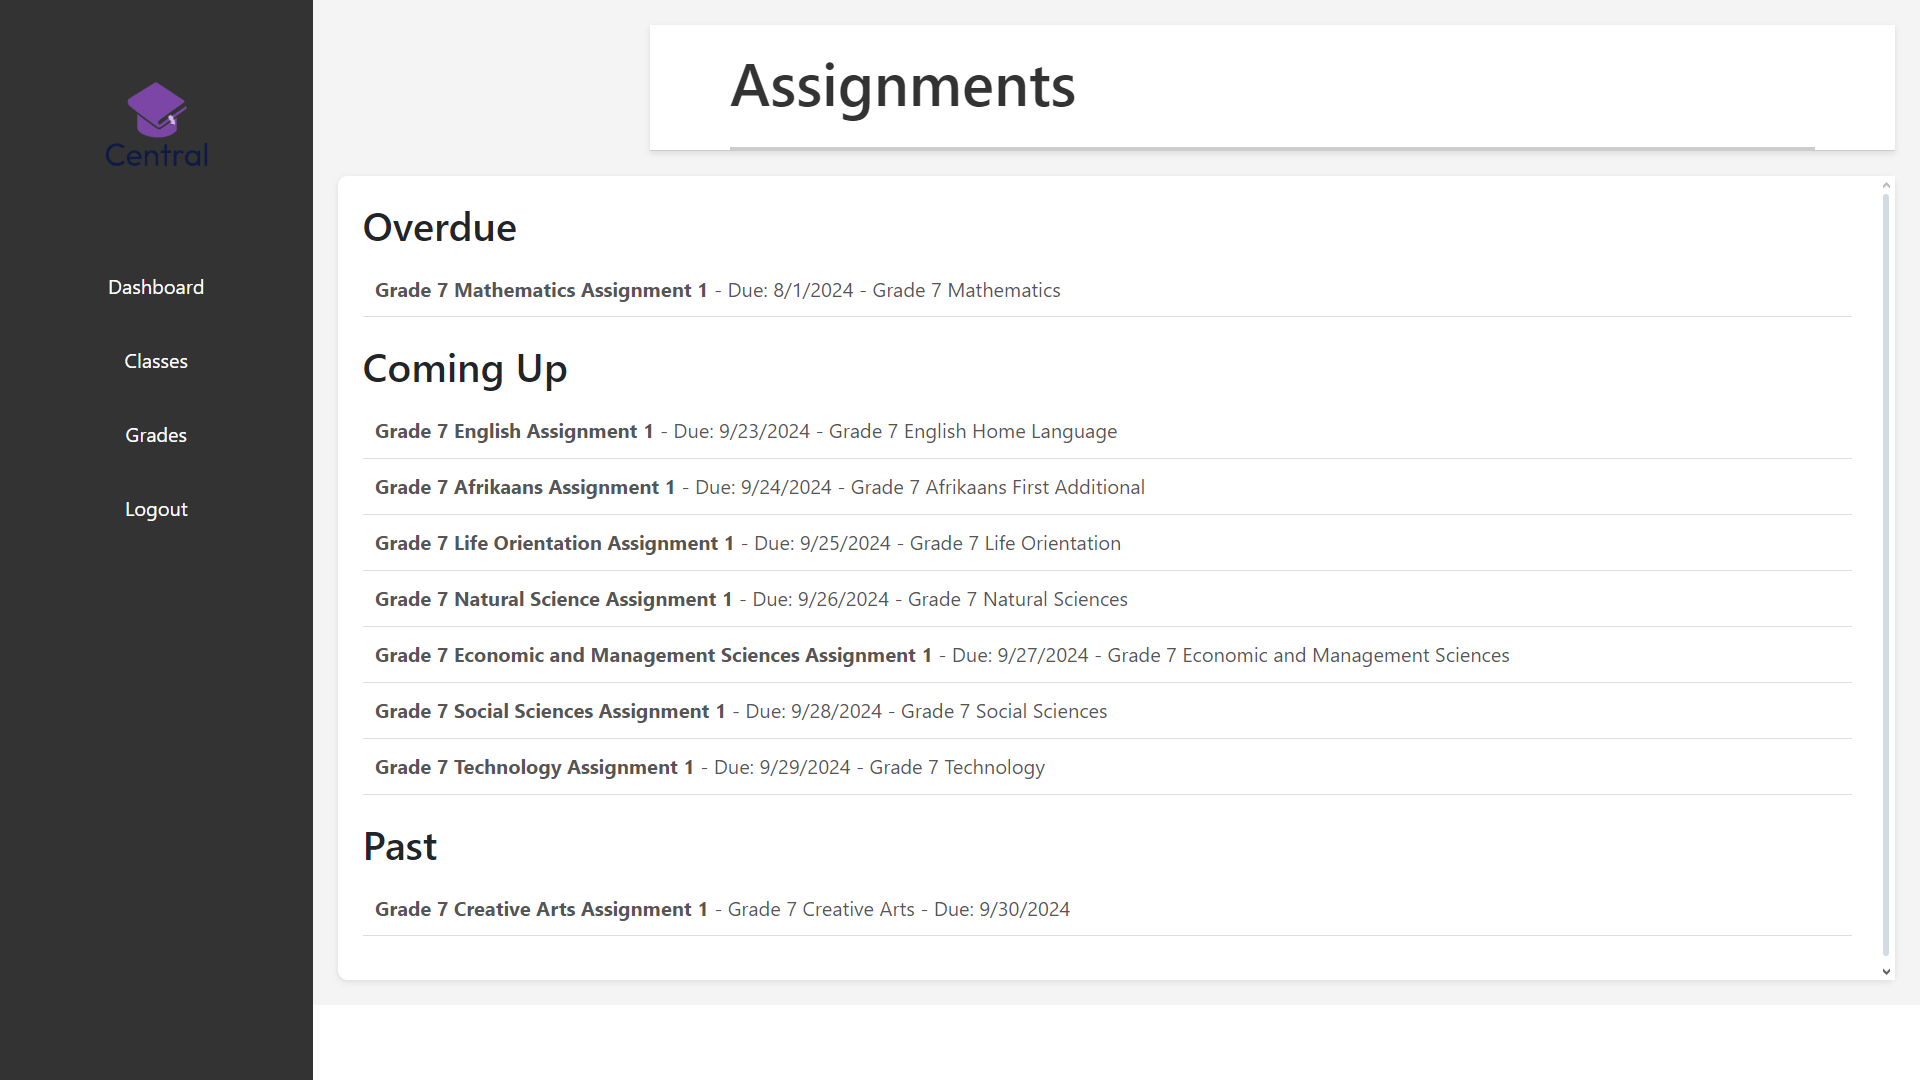 Central
Dashboard
Classes
Grades
Logout
Assignments
Overdue
Grade 7 Mathematics Assignment 1 - Due: 8/1/2024 - Grade 7 Mathematics
Coming Up
Grade 7 English Assignment 1 - Due: 9/23/2024 - Grade 7 English Home Language
Grade 7 Afrikaans Assignment 1 - Due: 9/24/2024 - Grade 7 Afrikaans First Additional
Grade 7 Life Orientation Assignment 1 - Due: 9/25/2024 - Grade 7 Life Orientation
Grade 7 Natural Science Assignment 1 - Due: 9/26/2024 - Grade 7 Natural Sciences
Grade 7 Economic and Management Sciences Assignment 1 - Due: 9/27/2024 - Grade 7 Economic and Management Sciences
Grade 7 Social Sciences Assignment 1 - Due: 9/28/2024 - Grade 7 Social Sciences
Grade 7 Technology Assignment 1 - Due: 9/29/2024 - Grade 7 Technology
Past
Grade 7 Creative Arts Assignment 1 - Grade 7 Creative Arts - Due: 9/30/2024